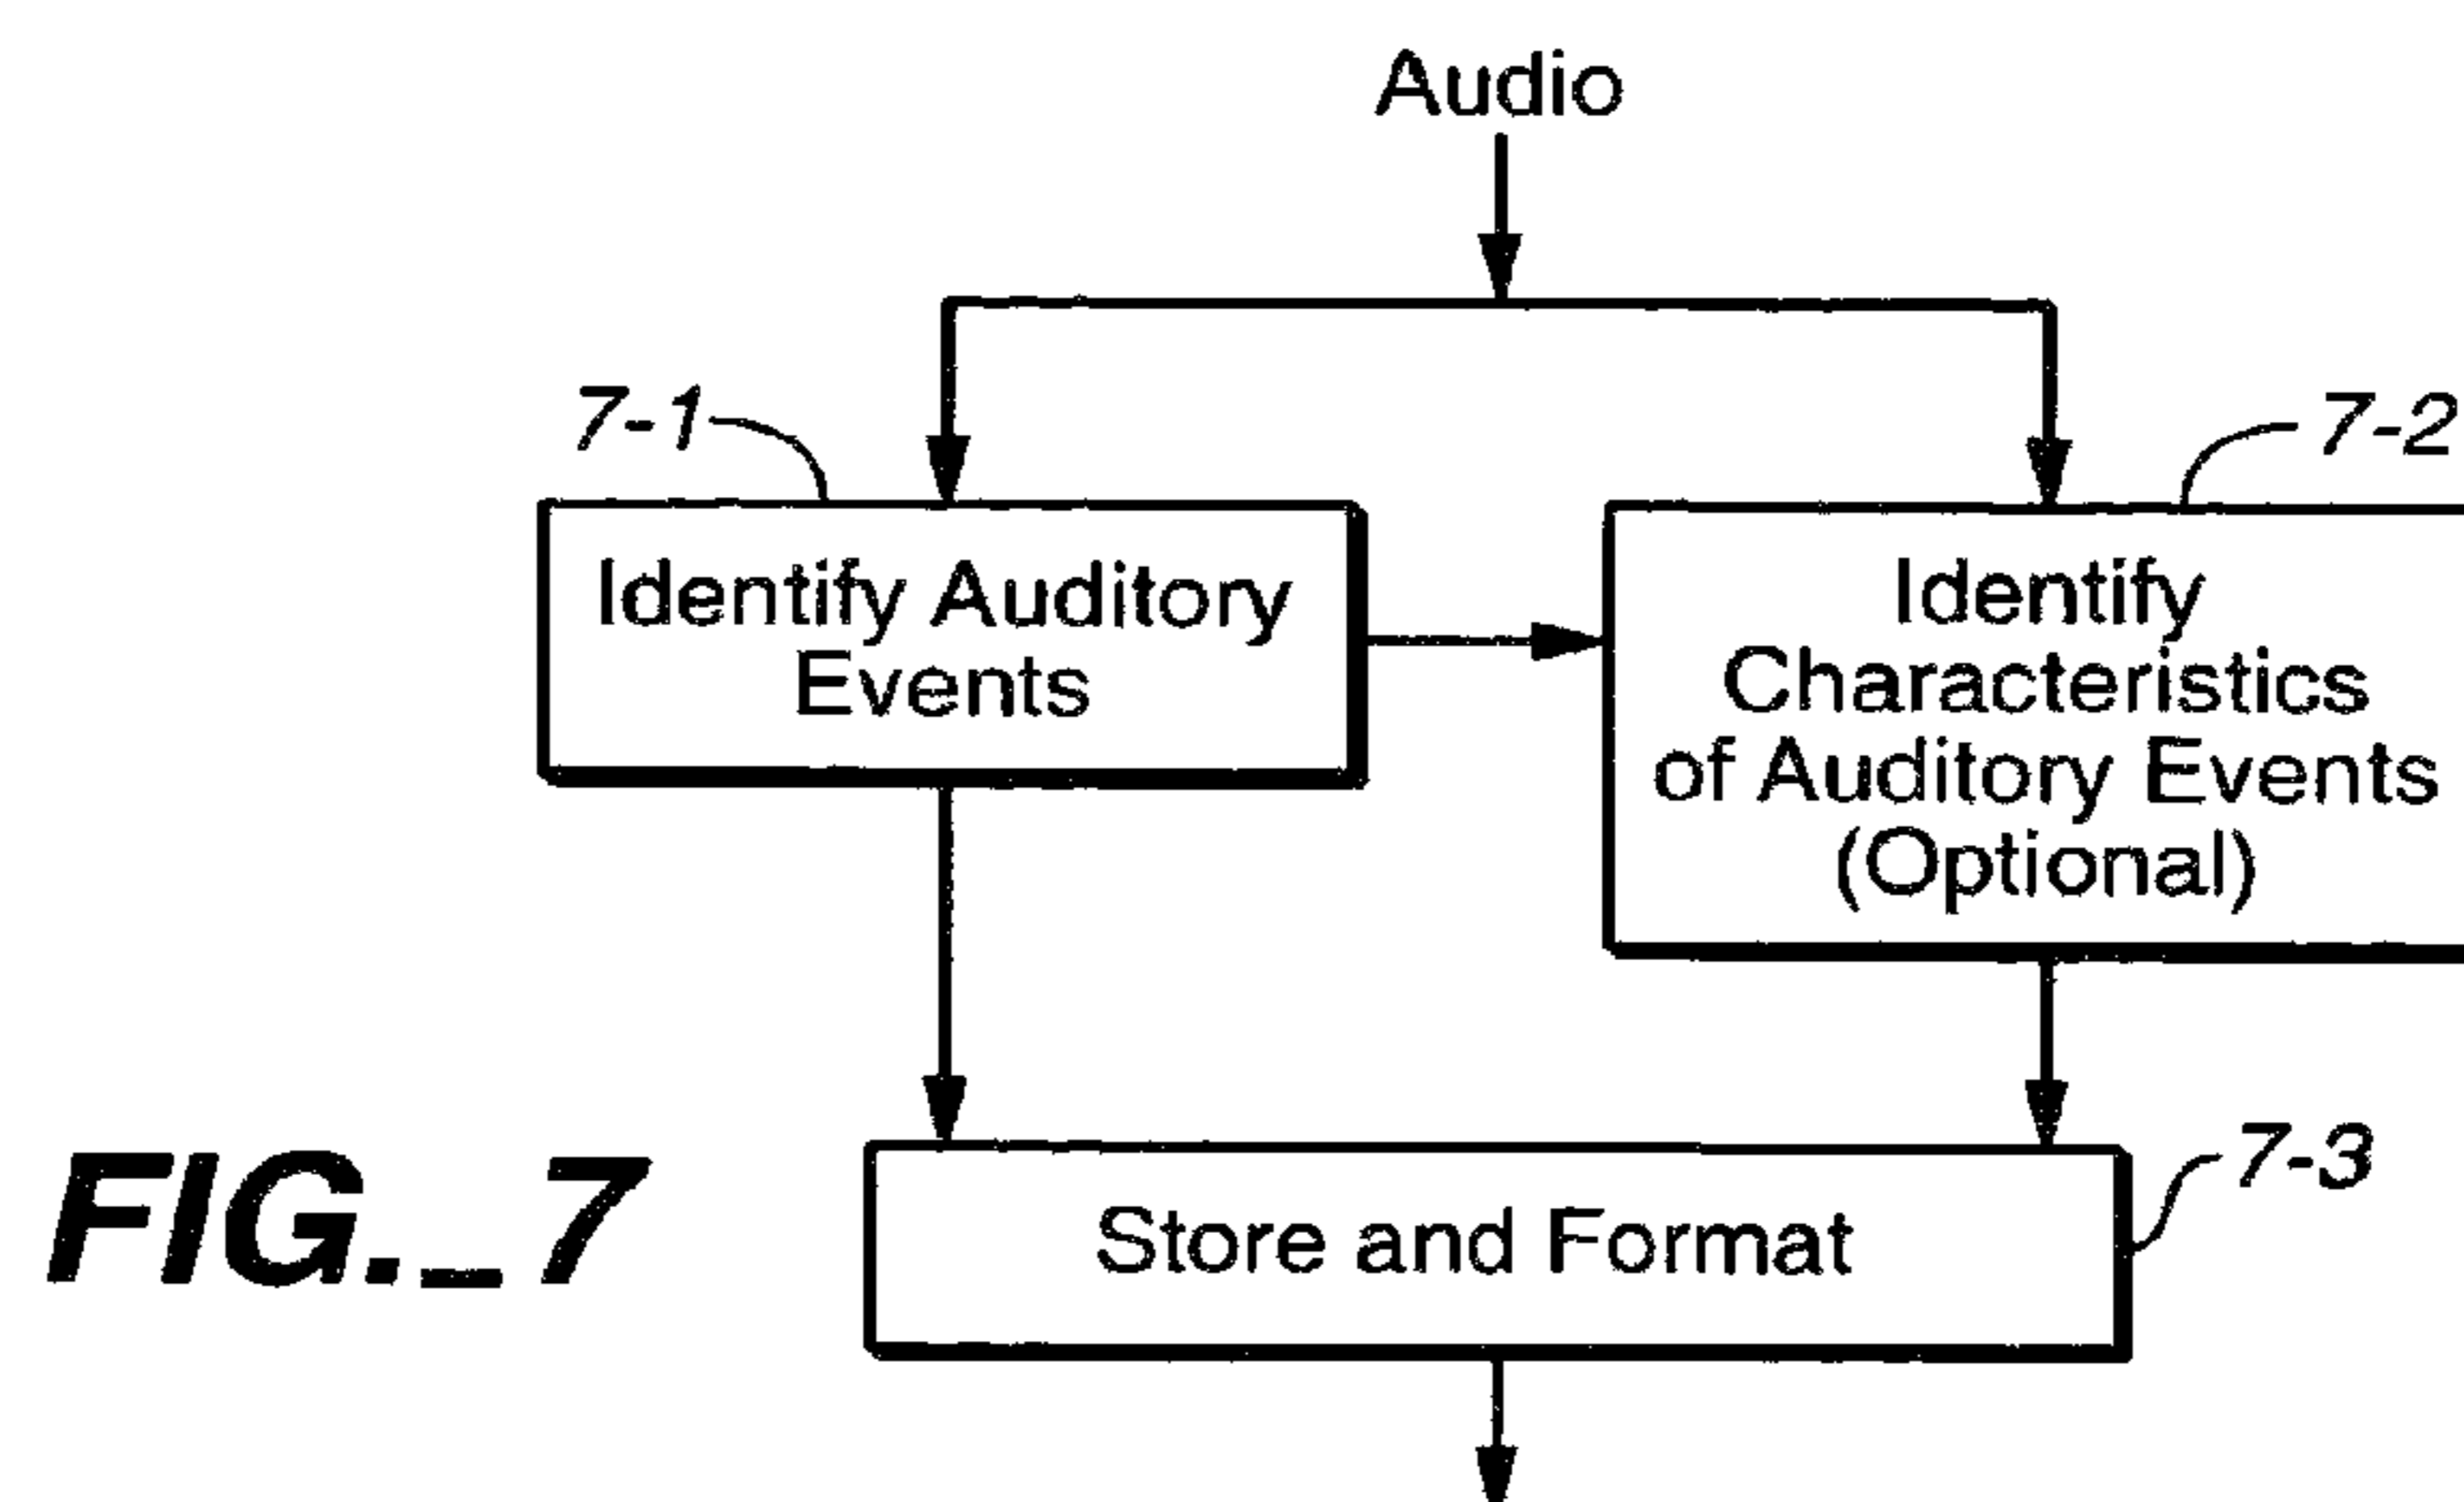 Audio
7-1
7-2
Identify Auditory
Events
Identify
Characteristics
of Auditory Events
(Optional)
7-3
Store and Format
FIG._7